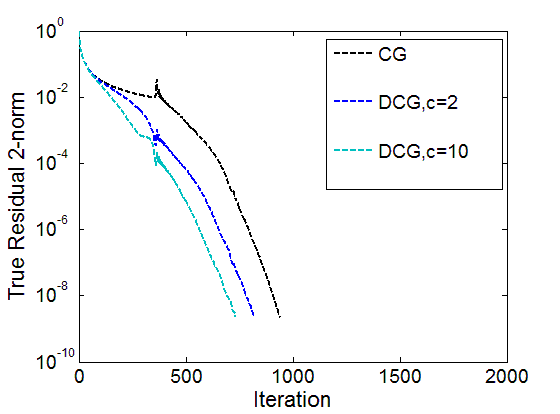 10^0
10^-2
10^-4
10^-6
10^-8
10^-10
True Residual 2-norm
CG
DCG,c=2
DCG,c=10
0 500 1000 1500 2000
Iteration